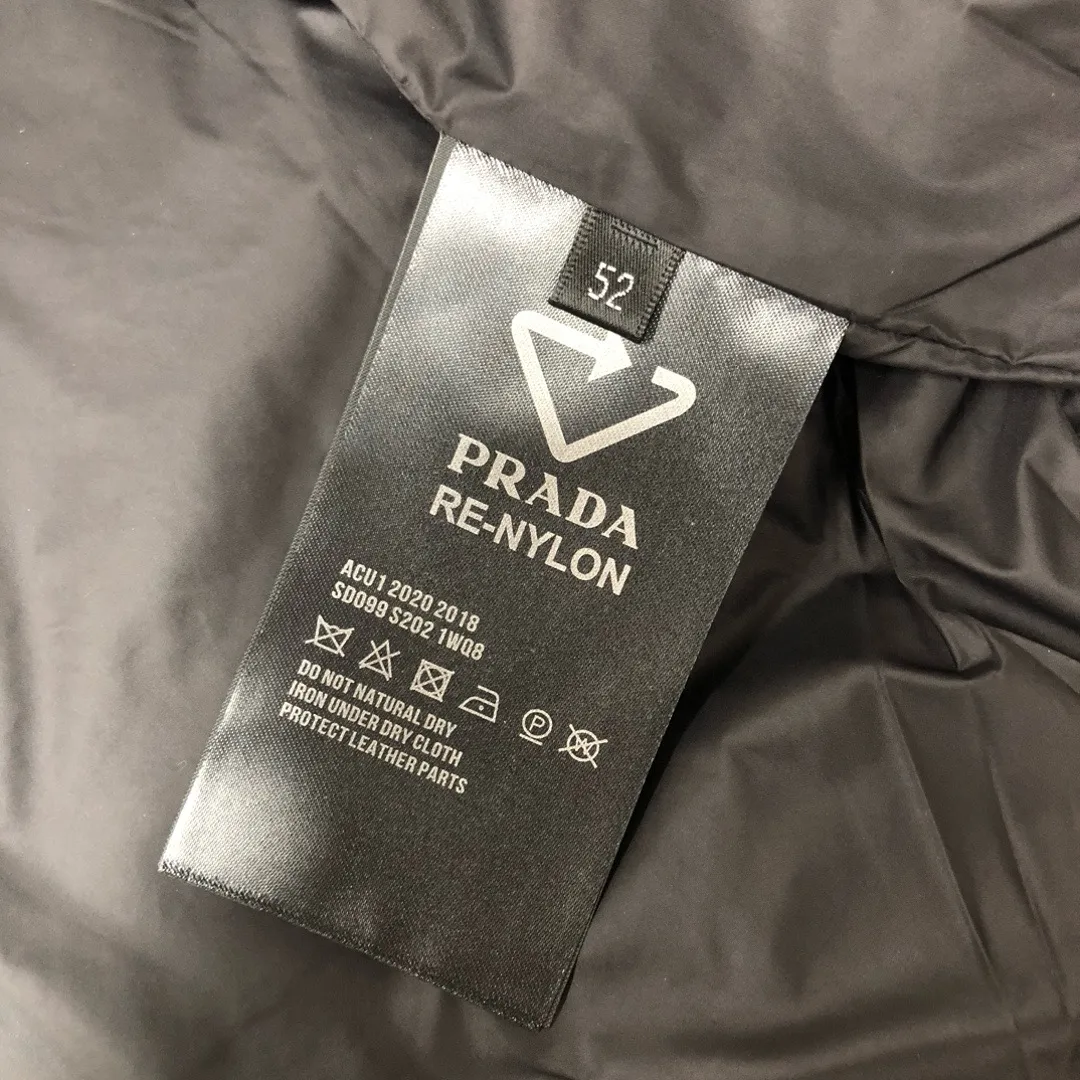 52
PRADA
RE-NYLON
ACU1 2020 2018
SD099 S202 1WQ8
P W
DO NOT NATURAL DRY
IRON UNDER DRY CLOTH
PROTECT LEATHER PARTS